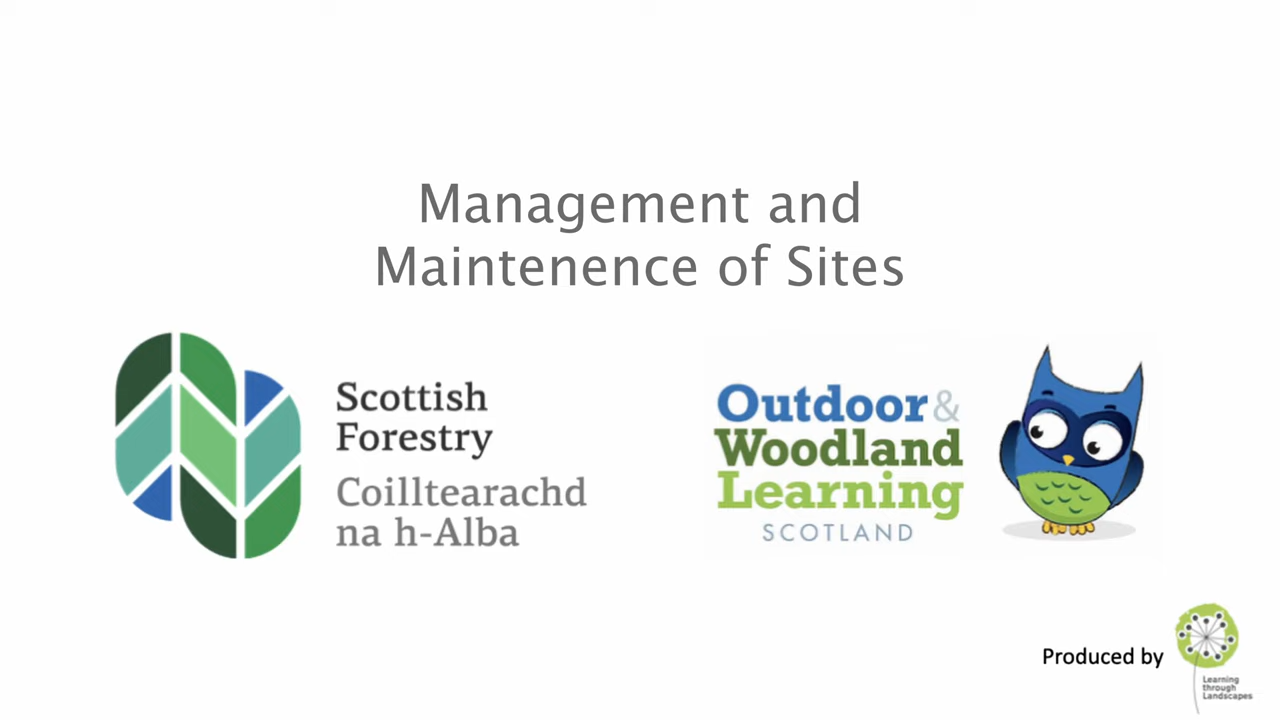 Management and
Maintenence of Sites
Scottish
Forestry
Coilltearachd
na h-Alba
Outdoor &
Woodland
Learning
SCOTLAND
Produced by
Learning
through
Landscapes